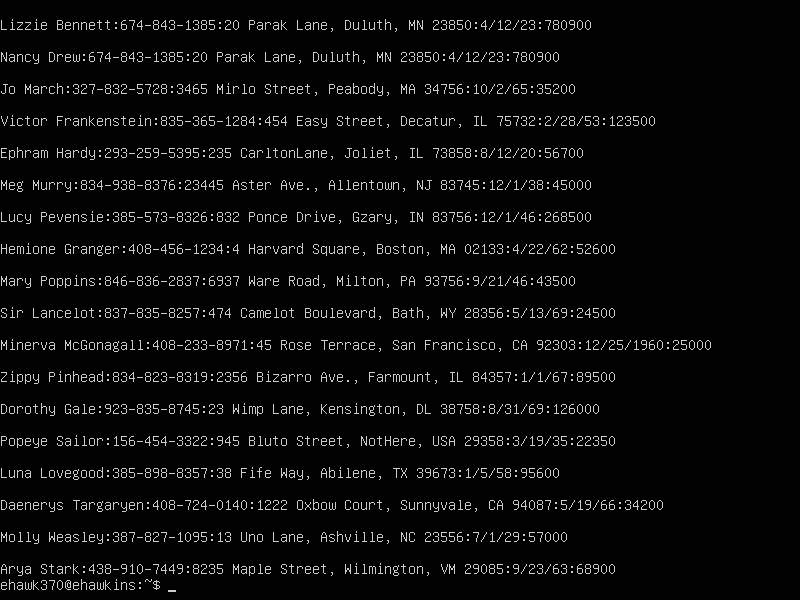 Lizzie Bennett:674-843-1385:20 Parak Lane, Duluth, MN 23850:4/12/23:780900
Nancy Drew:674-843-1385:20 Parak Lane, Duluth, MN 23850:4/12/23:780900
Jo March:327-832-5728:3465 Mirlo Street, Peabody, MA 34756:10/2/65:35200
Victor Frankenstein:835-365-1284:454 Easy Street, Decatur, IL 75732:2/28/53:123500
Ephram Hardy:293-259-5395:235 CarltonLane, Joliet, IL 73858:8/12/20:56700
Meg Murry:834-938-8376:23445 Aster Ave., Allentown, NJ 83745:12/1/38:45000
Lucy Pevensie:385-573-8326:832 Ponce Drive, Gzary, IN 83756:12/1/46:268500
Hemione Granger:408-456-1234:4 Harvard Square, Boston, MA 02133:4/22/62:52600
Mary Poppins:846-836-2837:6937 Ware Road, Milton, PA 93756:9/21/46:43500
Sir Lancelot:837-835-8257:474 Camelot Boulevard, Bath, WY 28356:5/13/69:24500
Minerva McGonagall:408-233-8971:45 Rose Terrace, San Francisco, CA 92303:12/25/1960:25000
Zippy Pinhead:834-823-8319:2356 Bizarro Ave., Farmount, IL 84357:1/1/67:89500
Dorothy Gale:923-835-8745:23 Wimp Lane, Kensington, DL 38758:8/31/69:126000
Popeye Sailor:156-454-3322:945 Bluto Street, NotHere, USA 29358:3/19/35:22350
Luna Lovegood:385-898-8357:38 Fife Way, Abilene, TX 39673:1/5/58:95600
Daenerys Targaryen:408-724-0140:1222 Oxbow Court, Sunnyvale, CA 94087:5/19/66:34200
Molly Weasley:387-827-1095:13 Uno Lane, Ashville, NC 23556:7/1/29:57000
Arya Stark:438-910-7449:8235 Maple Street, Wilmington, VM 29085:9/23/63:68900
ehawk370@ehawkins:~$ _